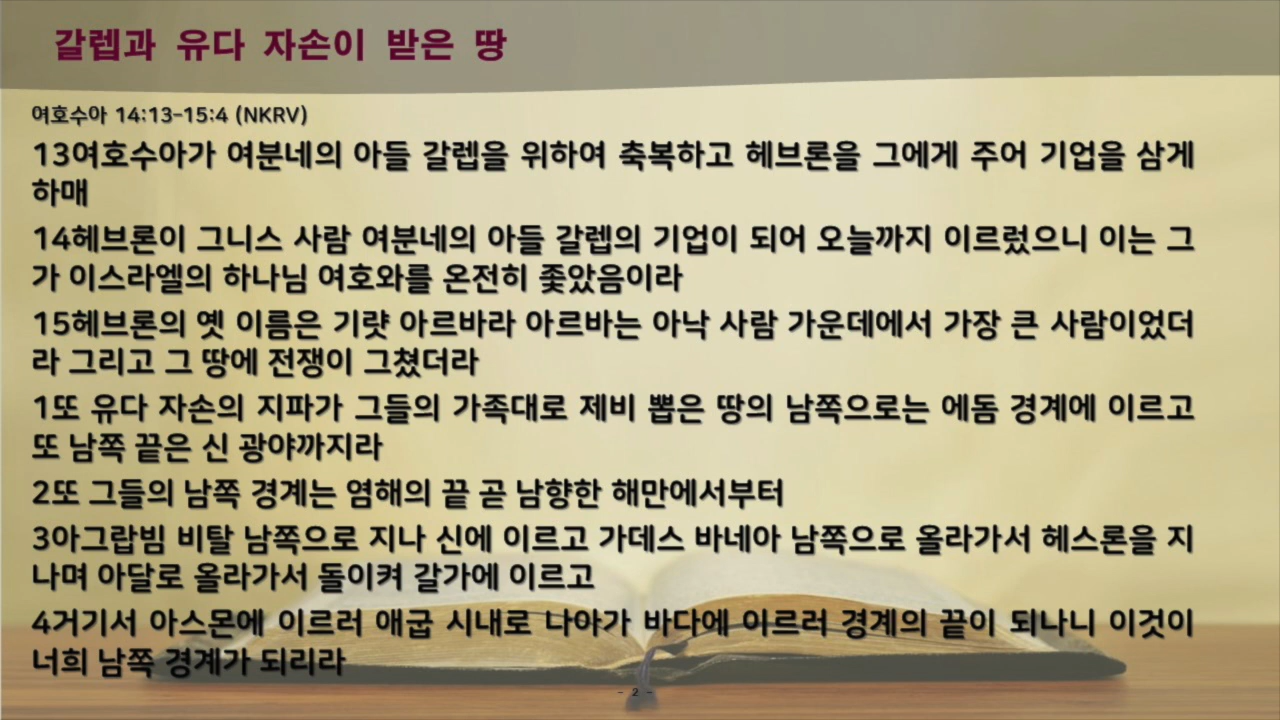 갈렙과 유다 자손이 받은 땅
여호수아 14:13-15:4 (NKRV)
13여호수아가 여분네의 아들 갈렙을 위하여 축복하고 헤브론을 그에게 주어 기업을 삼게
하매
14헤브론이 그니스 사람 여분네의 아들 갈렙의 기업이 되어 오늘까지 이르렀으니 이는 그
가 이스라엘의 하나님 여호와를 온전히 좇았음이라
15헤브론의 옛 이름은 기럇 아르바라 아르바는 아낙 사람 가운데에서 가장 큰 사람이었더
라 그리고 그 땅에 전쟁이 그쳤더라
1또 유다 자손의 지파가 그들의 가족대로 제비 뽑은 땅의 남쪽으로는 에돔 경계에 이르고
또 남쪽 끝은 신 광야까지라
2또 그들의 남쪽 경계는 염해의 끝 곧 남향한 해만에서부터
3아그랍빔 비탈 남쪽으로 지나 신에 이르고 가데스 바네아 남쪽으로 올라가서 헤스론을 지
나며 아달로 올라가서 돌이켜 갈가에 이르고
4거기서 아스몬에 이르러 애굽 시내로 나아가 바다에 이르러 경계의 끝이 되나니 이것이
너희 남쪽 경계가 되리라
- 2 -